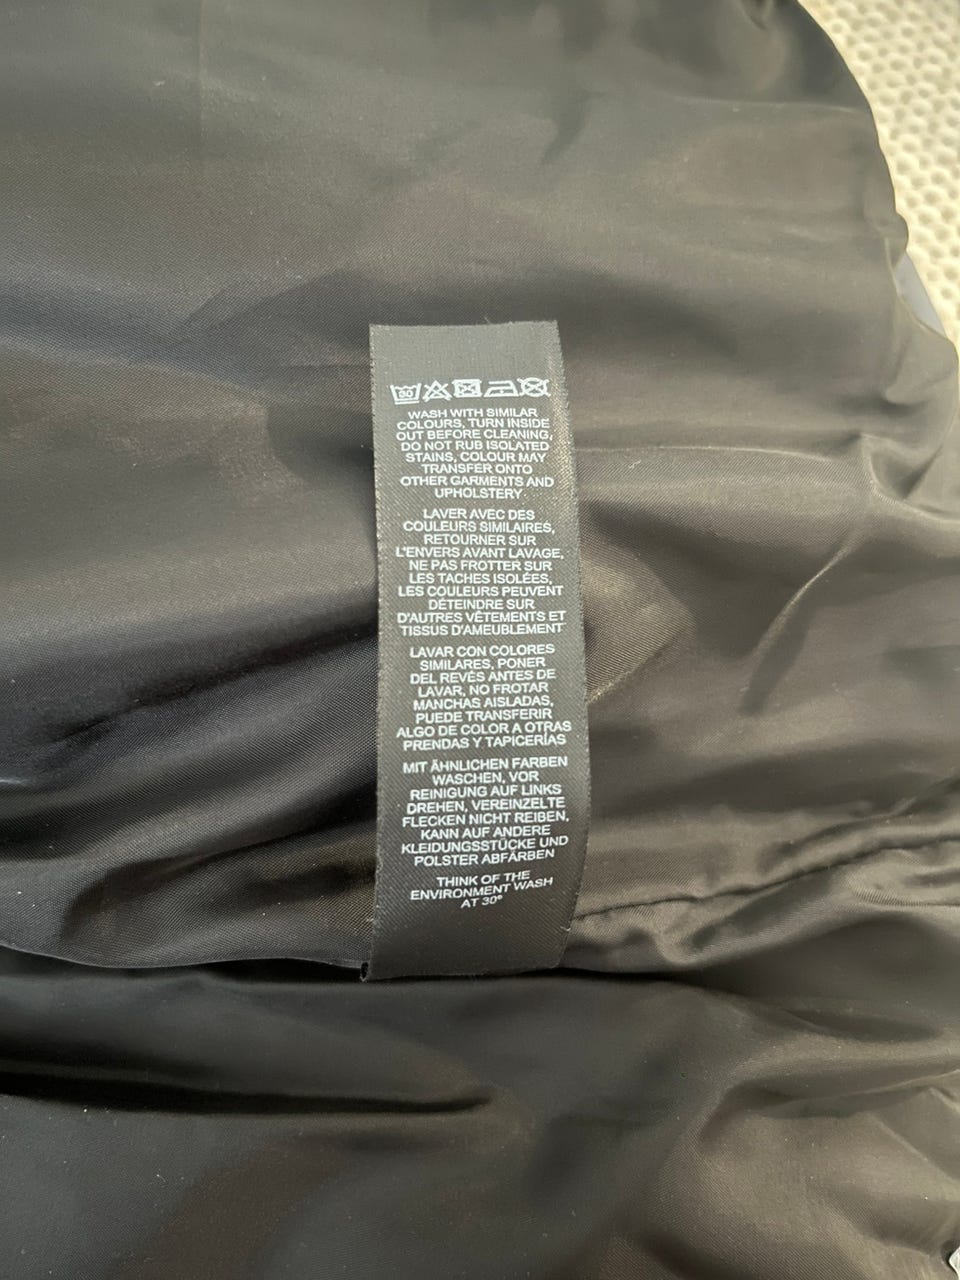 30
WASH WITH SIMILAR
COLOURS, TURN INSIDE
OUT BEFORE CLEANING,
DO NOT RUB ISOLATED
STAINS, COLOUR MAY
TRANSFER ONTO
OTHER GARMENTS AND
UPHOLSTERY
LAVER AVEC DES
COULEURS SIMILAIRES,
RETOURNER SUR
L'ENVERS AVANT LAVAGE,
NE PAS FROTTER SUR
LES TACHES ISOLÉES,
LES COULEURS PEUVENT
DÉTEINDRE SUR
D'AUTRES VÊTEMENTS ET
TISSUS D'AMEUBLEMENT
LAVAR CON COLORES
SIMILARES, PONER
DEL REVÉS ANTES DE
LAVAR, NO FROTAR
MANCHAS AISLADAS,
PUEDE TRANSFERIR
ALGO DE COLOR A OTRAS
PRENDAS Y TAPICERÍAS
MIT ÄHNLICHEN FARBEN
WASCHEN, VOR
REINIGUNG AUF LINKS
DREHEN, VEREINZELTE
FLECKEN NICHT REIBEN,
KANN AUF ANDERE
KLEIDUNGSSTÜCKE UND
POLSTER ABFÄRBEN
THINK OF THE
ENVIRONMENT WASH
AT 30°